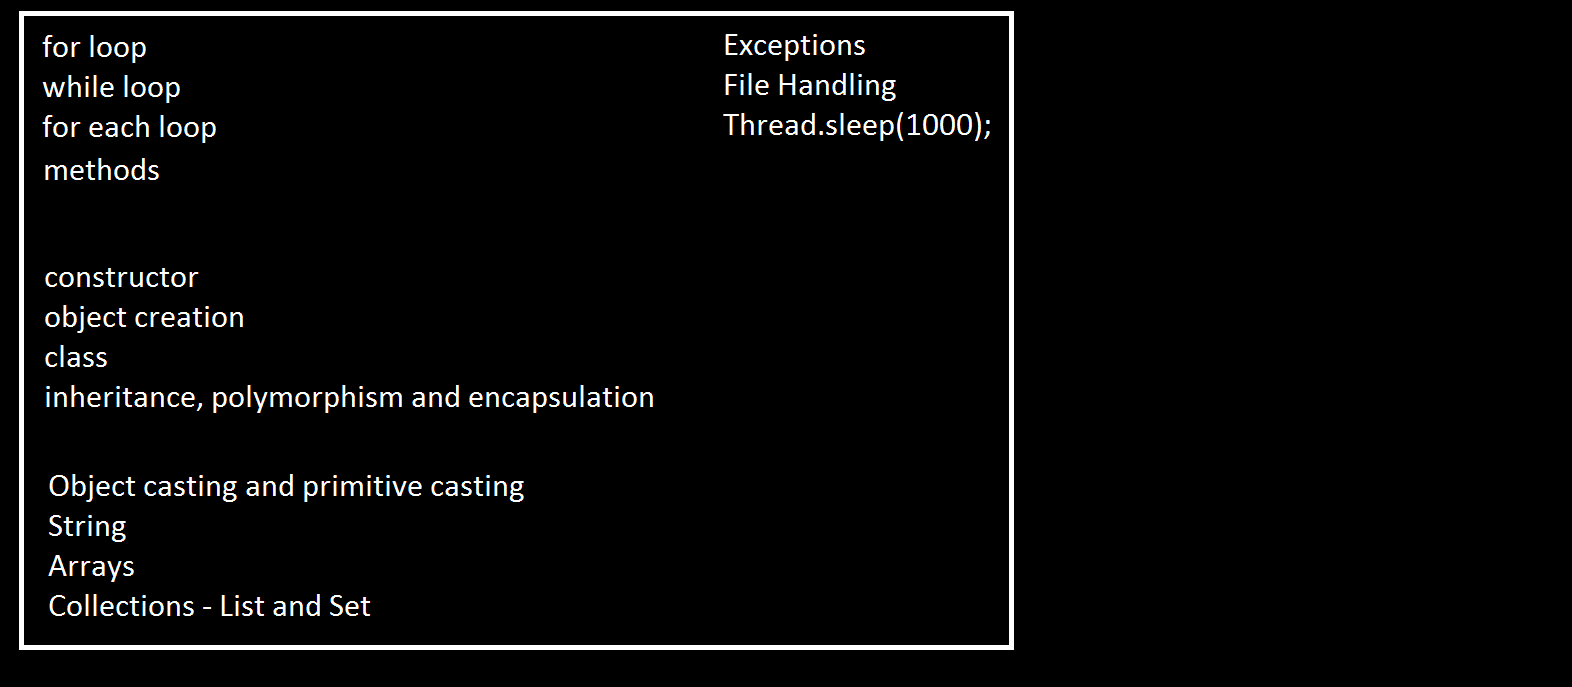 for loop
while loop
for each loop
methods
constructor
object creation
class
inheritance, polymorphism and encapsulation
Object casting and primitive casting
String
Arrays
Collections - List and Set
Exceptions
File Handling
Thread.sleep(1000);